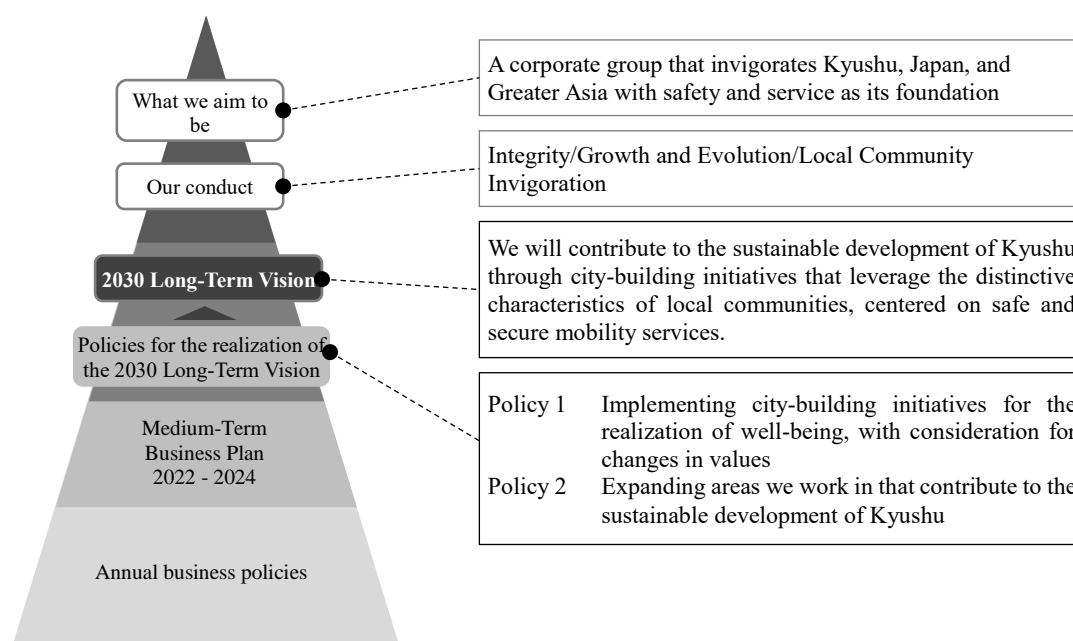 What we aim to
be
A corporate group that invigorates Kyushu, Japan, and
Greater Asia with safety and service as its foundation
Our conduct
Integrity/Growth and Evolution/Local Community
Invigoration
2030 Long-Term Vision
We will contribute to the sustainable development of Kyushu
through city-building initiatives that leverage the distinctive
characteristics of local communities, centered on safe and
secure mobility services.
Policies for the realization of
the 2030 Long-Term Vision
Policy 1 Implementing city-building initiatives for the
realization of well-being, with consideration for
changes in values
Policy 2 Expanding areas we work in that contribute to the
sustainable development of Kyushu
Medium-Term
Business Plan
2022 - 2024
Annual business policies